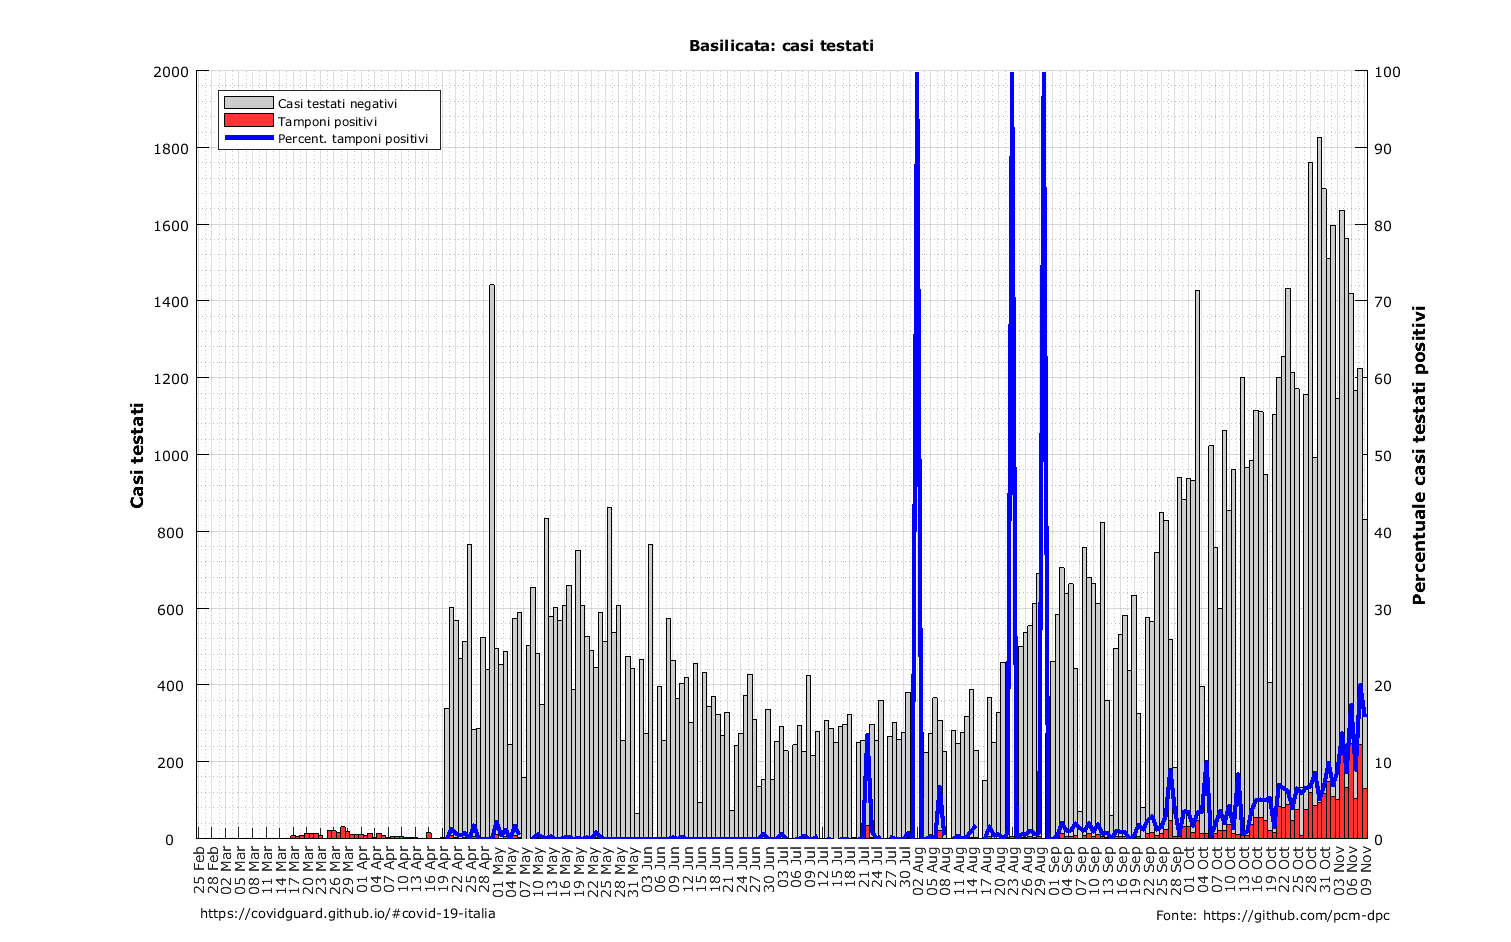 Basilicata: casi testati
Casi testati negativi
Tamponi positivi
Percent. tamponi positivi
Casi testati
2000
1800
1600
1400
1200
1000
800
600
400
200
0
100
90
80
70
60
50
40
30
20
10
0
Percentuale casi testati positivi
25 Feb
28 Feb
02 Mar
05 Mar
08 Mar
11 Mar
14 Mar
17 Mar
20 Mar
23 Mar
26 Mar
29 Mar
01 Apr
04 Apr
07 Apr
10 Apr
13 Apr
16 Apr
19 Apr
22 Apr
25 Apr
28 Apr
01 May
04 May
07 May
10 May
13 May
16 May
19 May
22 May
25 May
28 May
31 May
03 Jun
06 Jun
09 Jun
12 Jun
15 Jun
18 Jun
21 Jun
24 Jun
27 Jun
30 Jun
03 Jul
06 Jul
09 Jul
12 Jul
15 Jul
18 Jul
21 Jul
24 Jul
27 Jul
30 Jul
02 Aug
05 Aug
08 Aug
11 Aug
14 Aug
17 Aug
20 Aug
23 Aug
26 Aug
29 Aug
01 Sep
04 Sep
07 Sep
10 Sep
13 Sep
16 Sep
19 Sep
22 Sep
25 Sep
28 Sep
01 Oct
04 Oct
07 Oct
10 Oct
13 Oct
16 Oct
19 Oct
22 Oct
25 Oct
28 Oct
31 Oct
03 Nov
06 Nov
09 Nov
https://covidguard.github.io/#covid-19-italia
Fonte: https://github.com/pcm-dpc